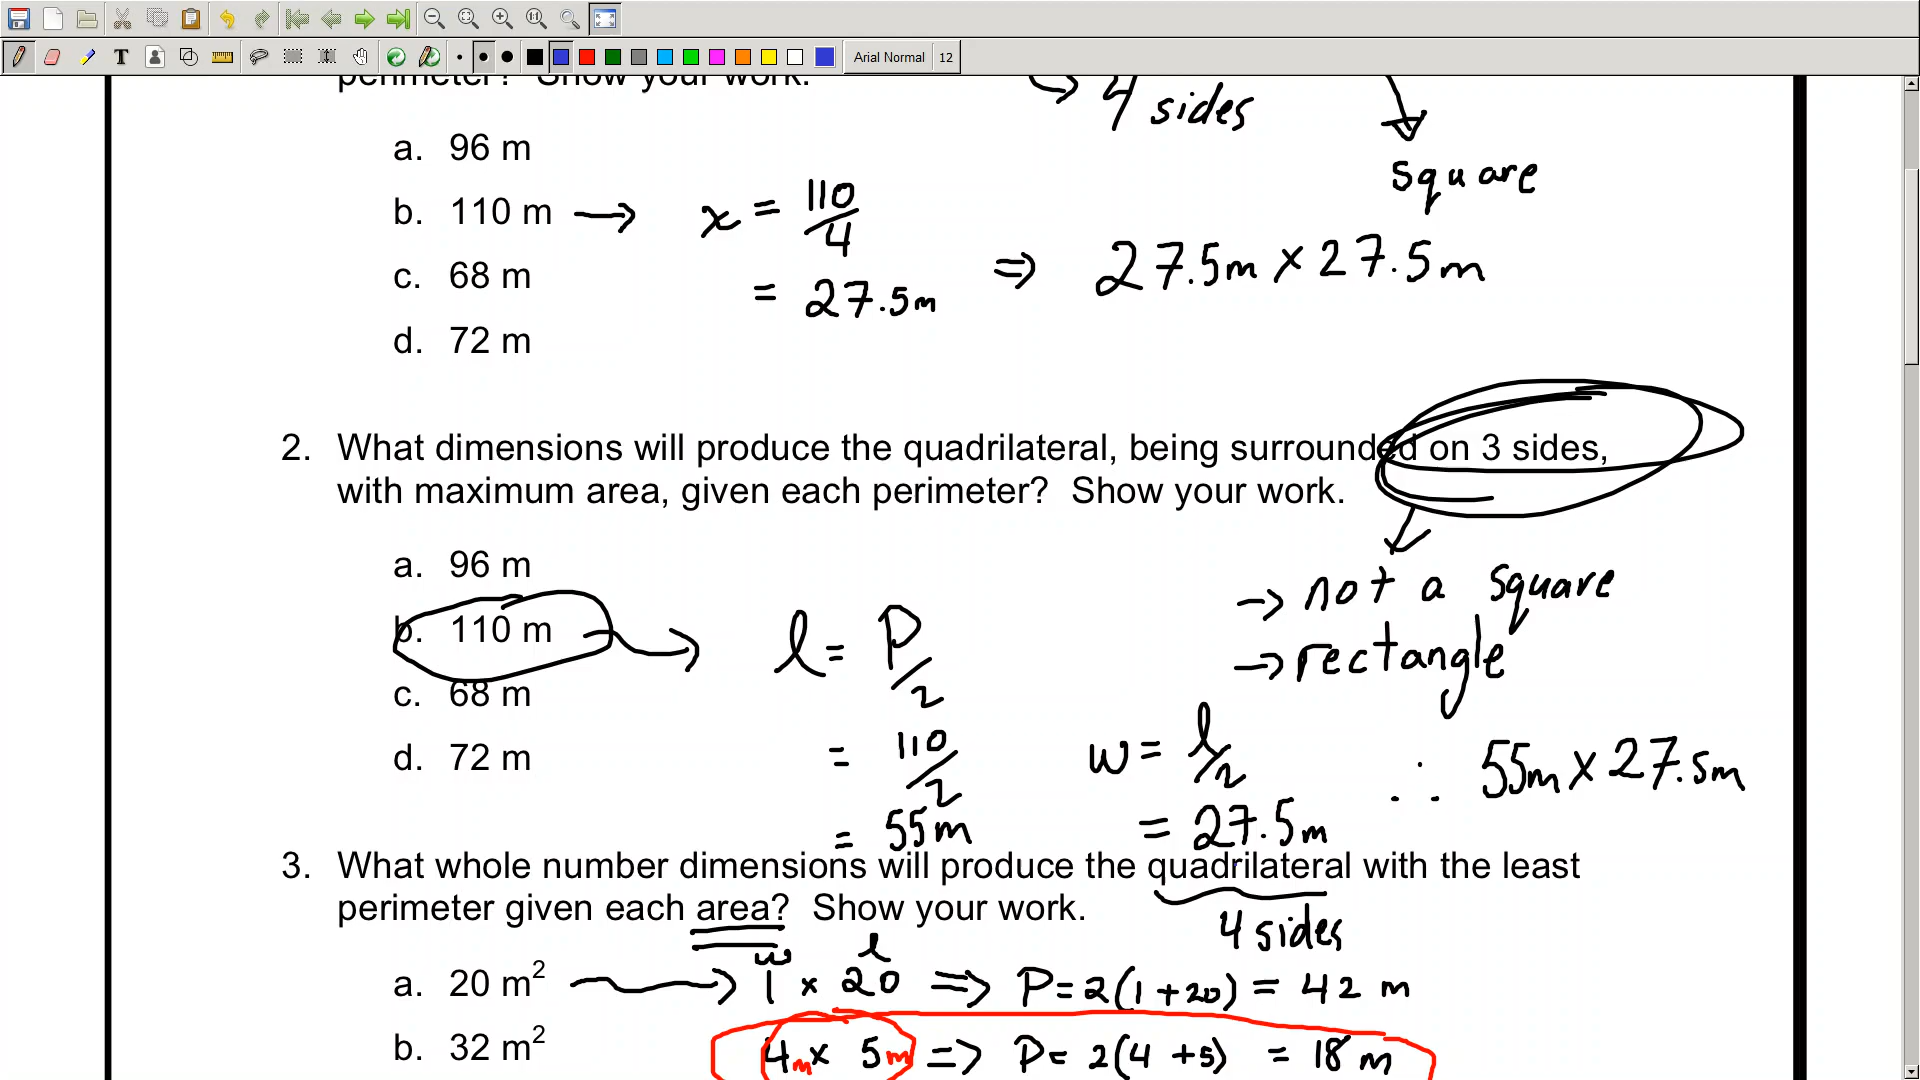 Arial Normal 12
perimeter? Show your work.
4 sides
square
a. 96 m
b. 110 m → x = 110/4
= 27.5m ⇒ 27.5m × 27.5m
c. 68 m
d. 72 m
2. What dimensions will produce the quadrilateral, being surrounded on 3 sides,
with maximum area, given each perimeter? Show your work.
→ not a square
→ rectangle
a. 96 m
b. 110 m → l = P/2
= 110/2
= 55m
w = l/2
= 27.5m
∴ 55m × 27.5m
c. 68 m
d. 72 m
3. What whole number dimensions will produce the quadrilateral with the least
perimeter given each area? Show your work.
4 sides
w l
a. 20 m² → 1 × 20 ⇒ P = 2(1 + 20) = 42 m
b. 32 m²
4m × 5m ⇒ P = 2(4 + 5) = 18 m